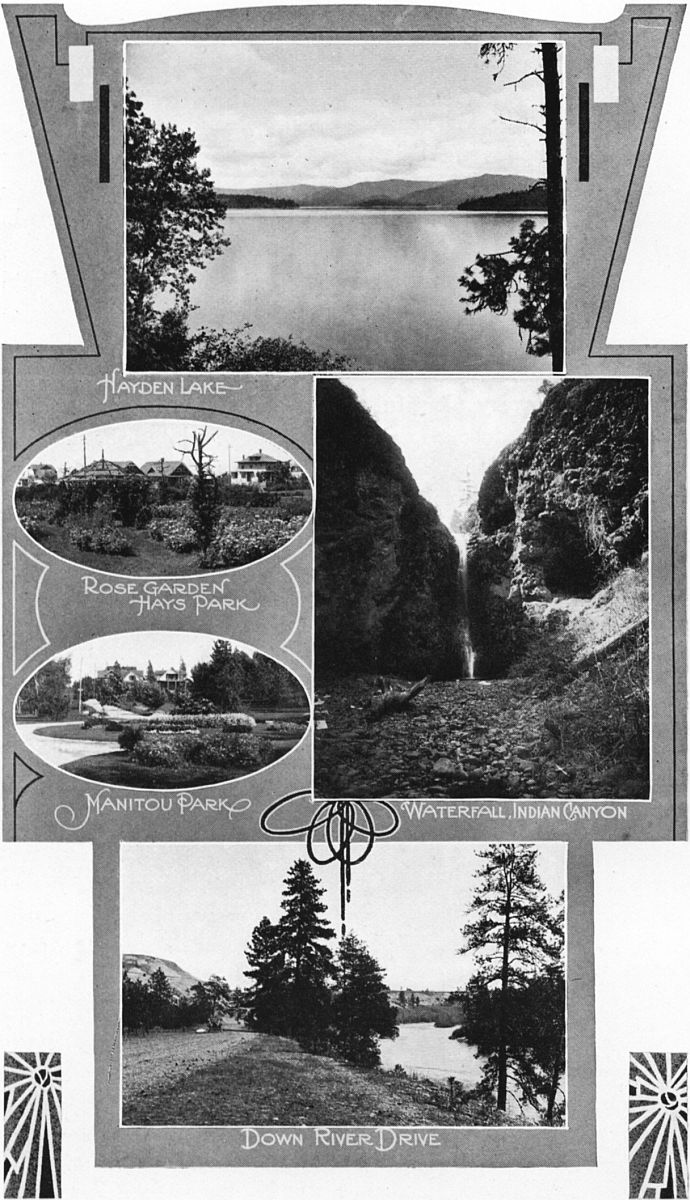 HAYDEN LAKE
ROSE GARDEN
HAYS PARK
MANITOU PARK
WATERFALL, INDIAN CANYON
DOWN RIVER DRIVE